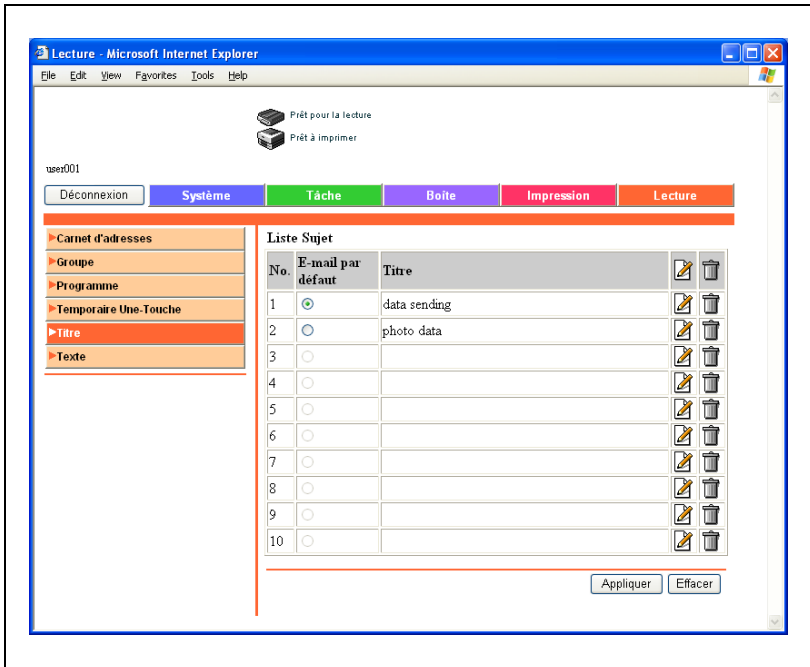 Lecture - Microsoft Internet Explorer
File Edit View Favorites Tools Help
Prêt pour la lecture
Prêt à imprimer
user001
Déconnexion Système Tâche Boîte Impression Lecture
Carnet d'adresses
Groupe
Programme
Temporaire Une-Touche
Titre
Texte
Liste Sujet
No. E-mail par défaut Titre
1 data sending
2 photo data
3
4
5
6
7
8
9
10
Appliquer Effacer